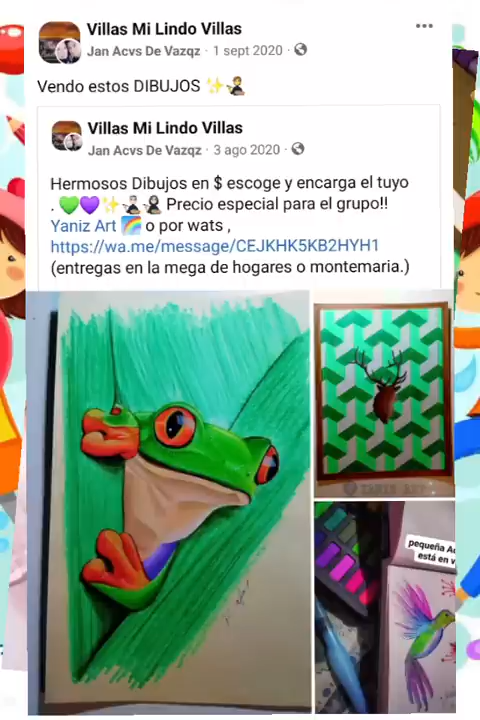 Villas Mi Lindo Villas
Jan Acvs De Vazqz · 1 sept 2020 ·
Vendo estos DIBUJOS ✨🧑‍🎨
Villas Mi Lindo Villas
Jan Acvs De Vazqz · 3 ago 2020 ·
Hermosos Dibujos en $ escoge y encarga el tuyo
. 💚💜✨👨🏻‍🎨👩🏻‍🎨 Precio especial para el grupo!!
Yaniz Art 🌈 o por wats ,
https://wa.me/message/CEJKHK5KB2HYH1
(entregas en la mega de hogares o montemaria.)
YANIZ ART
pequeña
está en